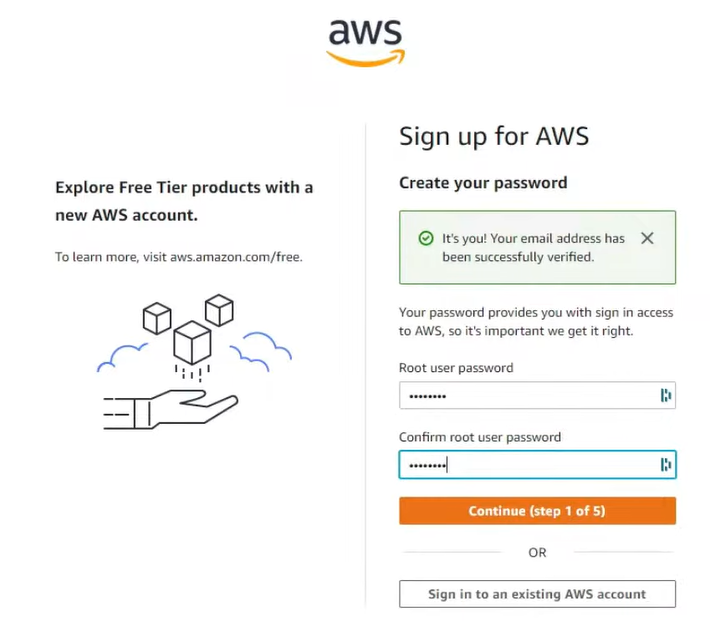 aws
Explore Free Tier products with a
new AWS account.
To learn more, visit aws.amazon.com/free.
Sign up for AWS
Create your password
It's you! Your email address has
been successfully verified.
Your password provides you with sign in access
to AWS, so it's important we get it right.
Root user password
••••••••
Confirm root user password
••••••••
Continue (step 1 of 5)
OR
Sign in to an existing AWS account